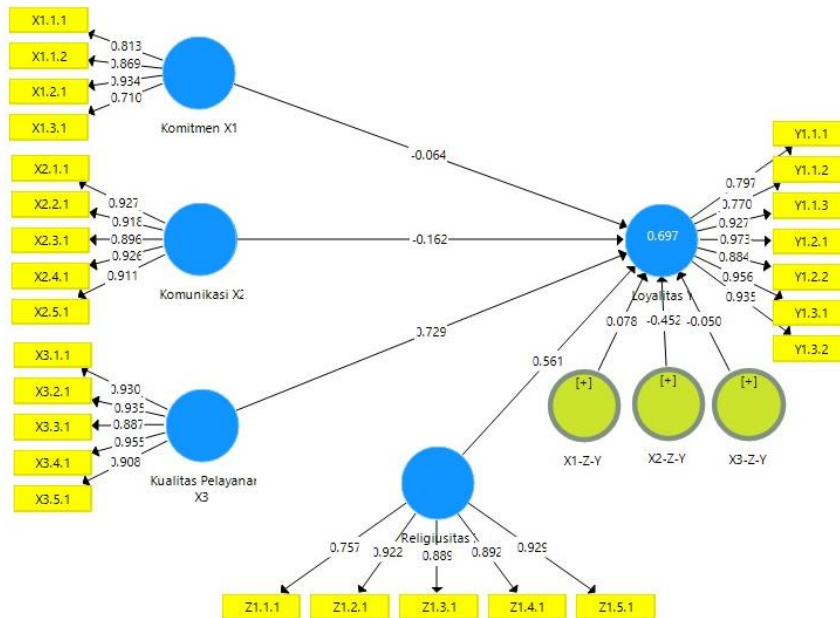 X1.1.1
X1.1.2
X1.2.1
X1.3.1
0.813
0.869
0.934
0.710
Komitmen X1
-0.064
X2.1.1
X2.2.1
X2.3.1
X2.4.1
X2.5.1
0.927
0.918
0.896
0.926
0.911
Komunikasi X2
-0.162
X3.1.1
X3.2.1
X3.3.1
X3.4.1
X3.5.1
0.930
0.935
0.887
0.955
0.908
Kualitas Pelayanan
X3
0.729
0.697
Loyalitas Y
0.797
0.770
0.927
0.973
0.884
0.956
0.935
Y1.1.1
Y1.1.2
Y1.1.3
Y1.2.1
Y1.2.2
Y1.3.1
Y1.3.2
0.561
0.078
-0.452
-0.050
[+]
[+]
[+]
X1-Z-Y
X2-Z-Y
X3-Z-Y
Religiusitas
0.757
0.922
0.889
0.892
0.929
Z1.1.1
Z1.2.1
Z1.3.1
Z1.4.1
Z1.5.1